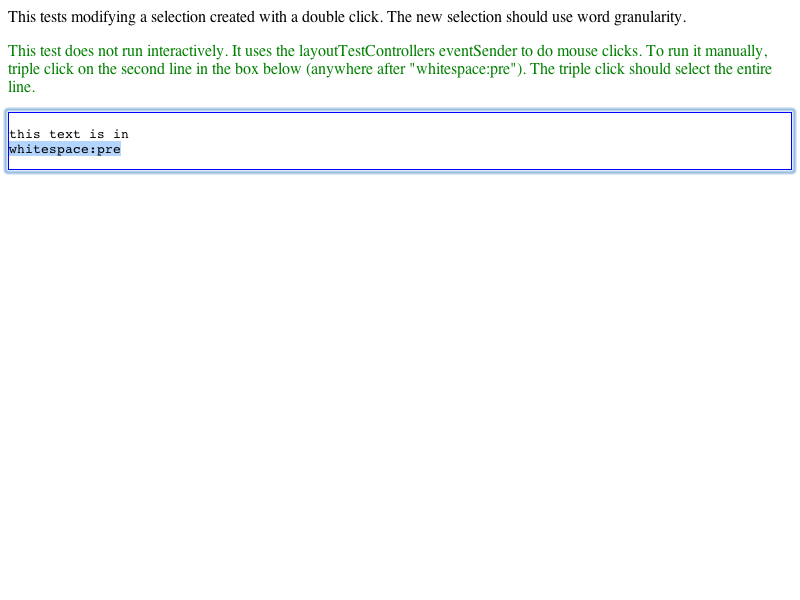 This tests modifying a selection created with a double click. The new selection should use word granularity.
This test does not run interactively. It uses the layoutTestControllers eventSender to do mouse clicks. To run it manually,
triple click on the second line in the box below (anywhere after "whitespace:pre"). The triple click should select the entire
line.
this text is in
whitespace:pre